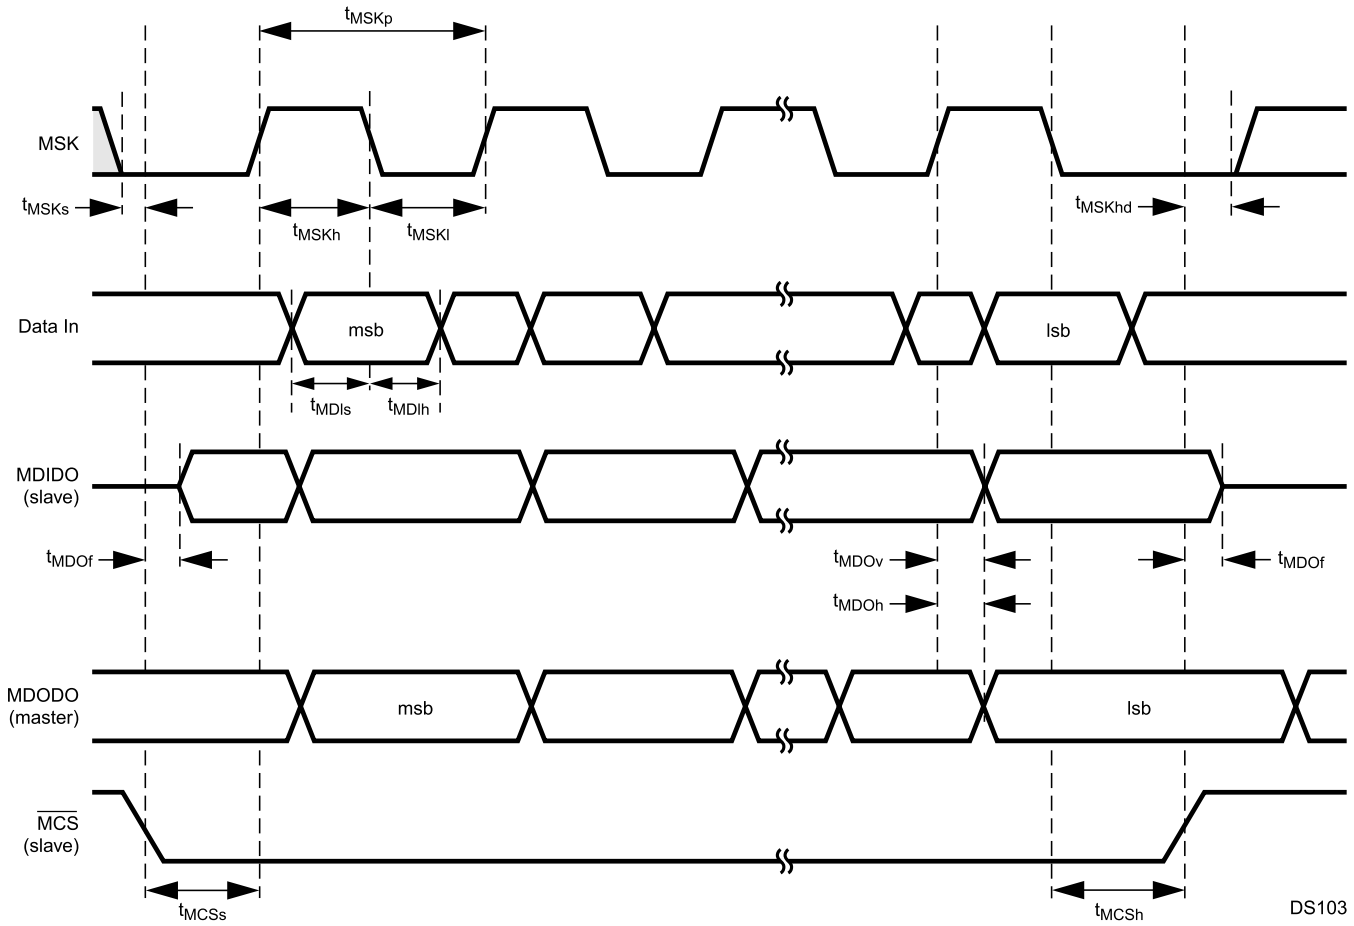 tMSKp
MSK
tMSKs
tMSKh
tMSKl
tMSKhd
Data In
msb
lsb
tMDIs
tMDIh
MDIDO
(slave)
tMDOf
tMDOv
tMDOf
tMDOh
MDODO
(master)
msb
lsb
MCS
(slave)
tMCSs
tMCSh
DS103